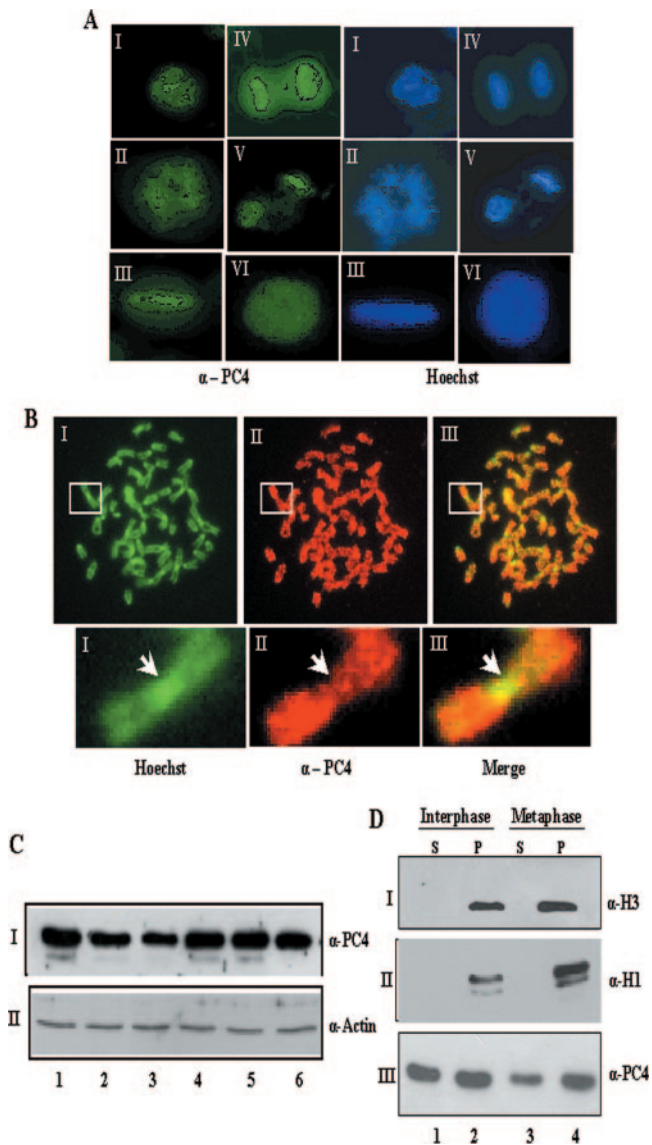 A
I IV I IV
II V II V
III VI III VI
α – PC4 Hoechst
B
I II III
I II III
Hoechst α – PC4 Merge
C
I α-PC4
II α-Actin
1 2 3 4 5 6
D
Interphase Metaphase
S P S P
I α-H3
II α-H1
III α-PC4
1 2 3 4